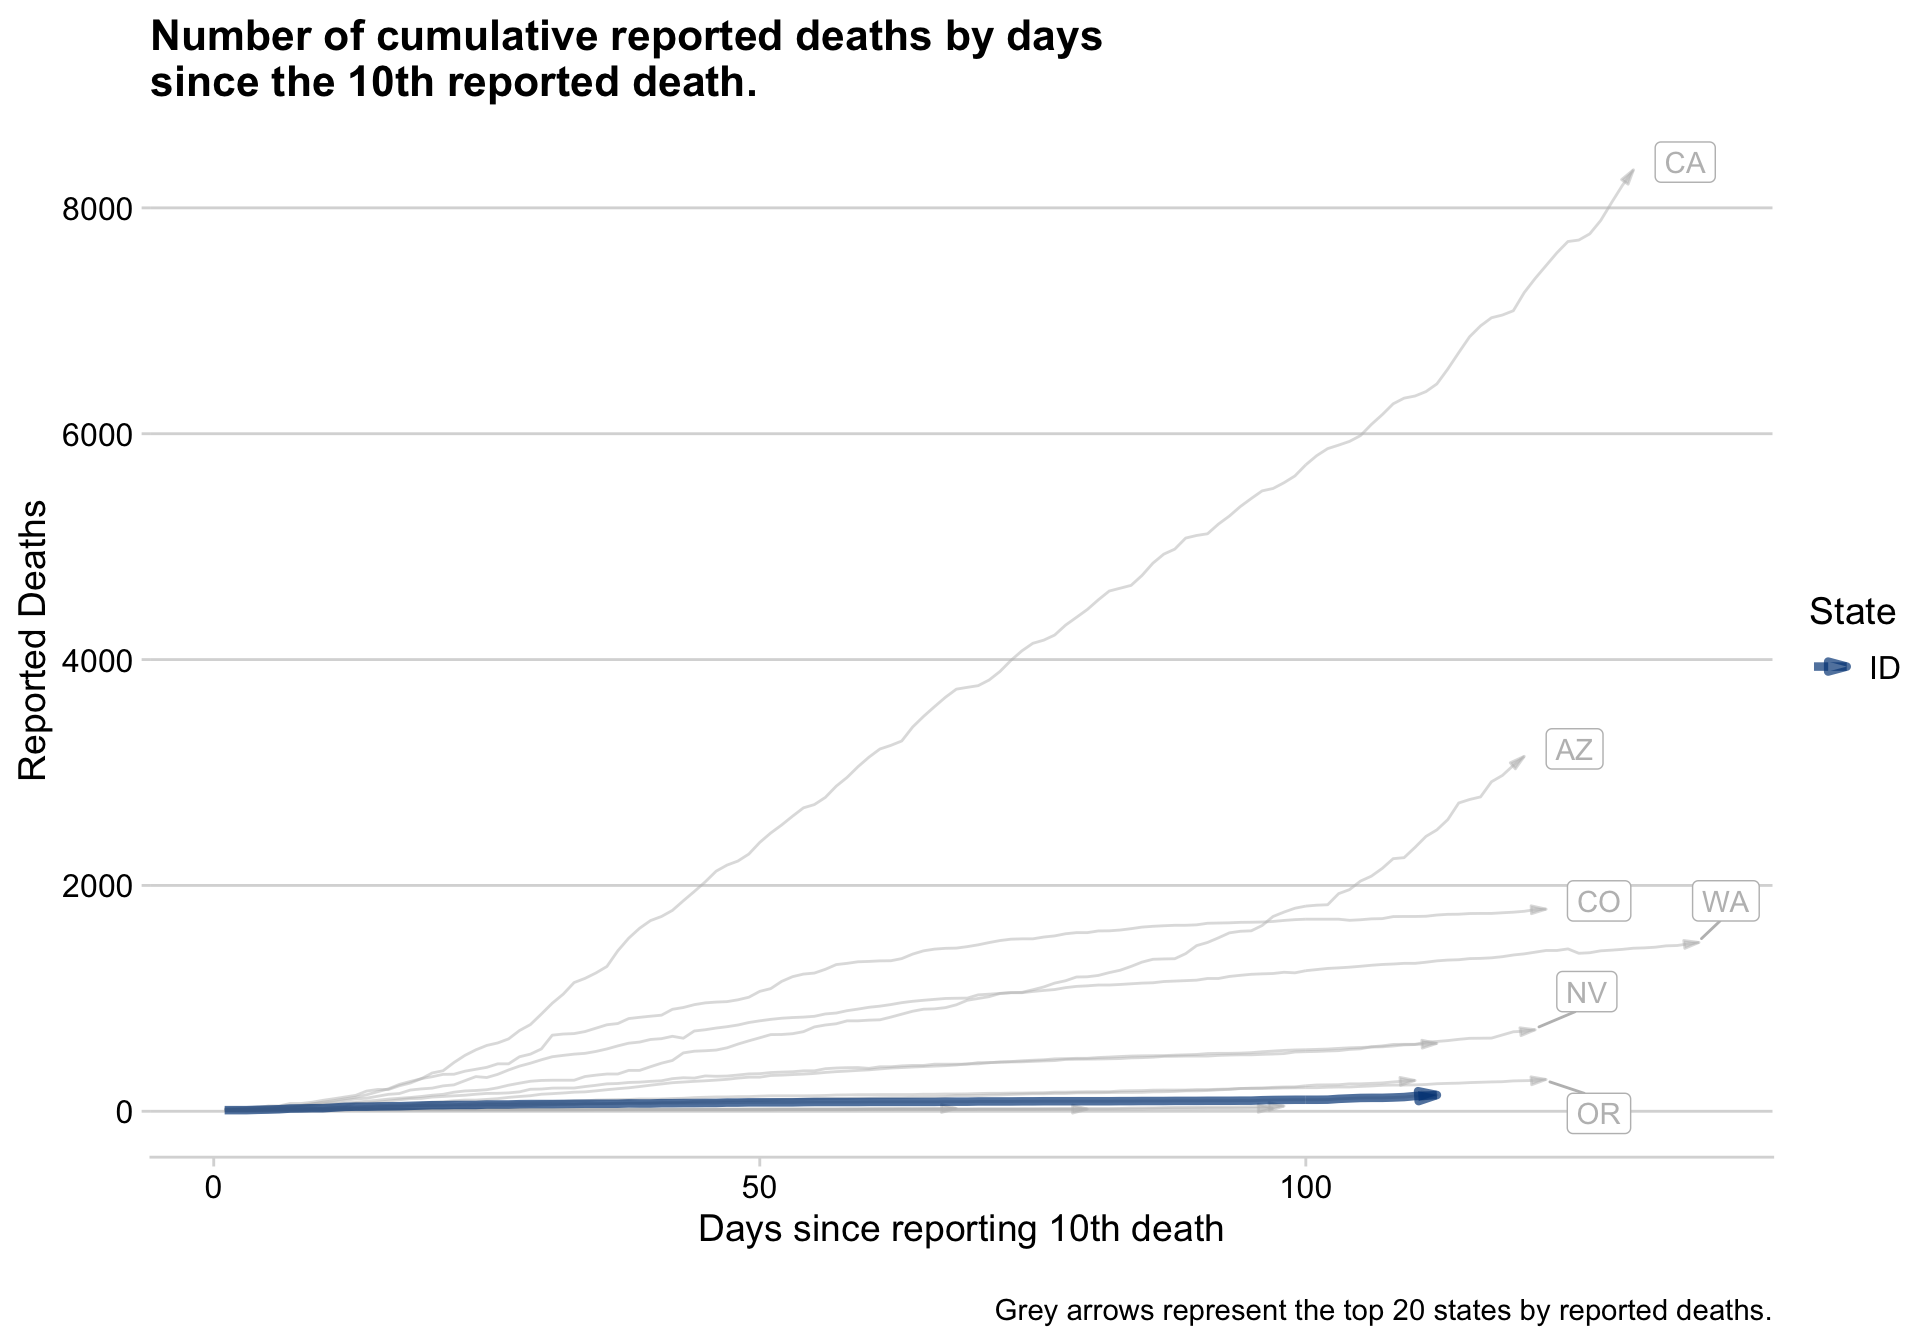 Number of cumulative reported deaths by days
since the 10th reported death.
CA
8000
6000
Reported Deaths
State
4000
ID
AZ
2000
CO
WA
NV
0
OR
0
50
100
Days since reporting 10th death
Grey arrows represent the top 20 states by reported deaths.